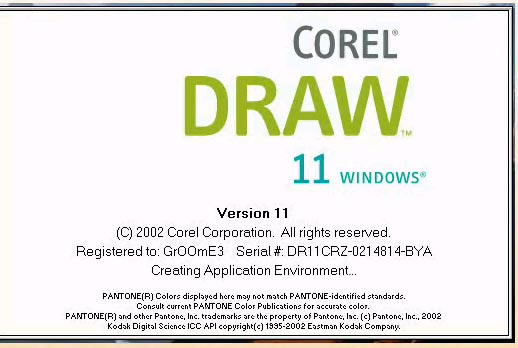 COREL®
DRAW™
11 WINDOWS®
Version 11
(C) 2002 Corel Corporation. All rights reserved.
Registered to: GrOOmE3 Serial #: DR11CRZ-0214814-BYA
Creating Application Environment...
PANTONE(R) Colors displayed here may not match PANTONE-identified standards.
Consult current PANTONE Color Publications for accurate color.
PANTONE(R) and other Pantone, Inc. trademarks are the property of Pantone, Inc. (c) Pantone, Inc., 2002
Kodak Digital Science ICC API copyright(c) 1995-2002 Eastman Kodak Company.